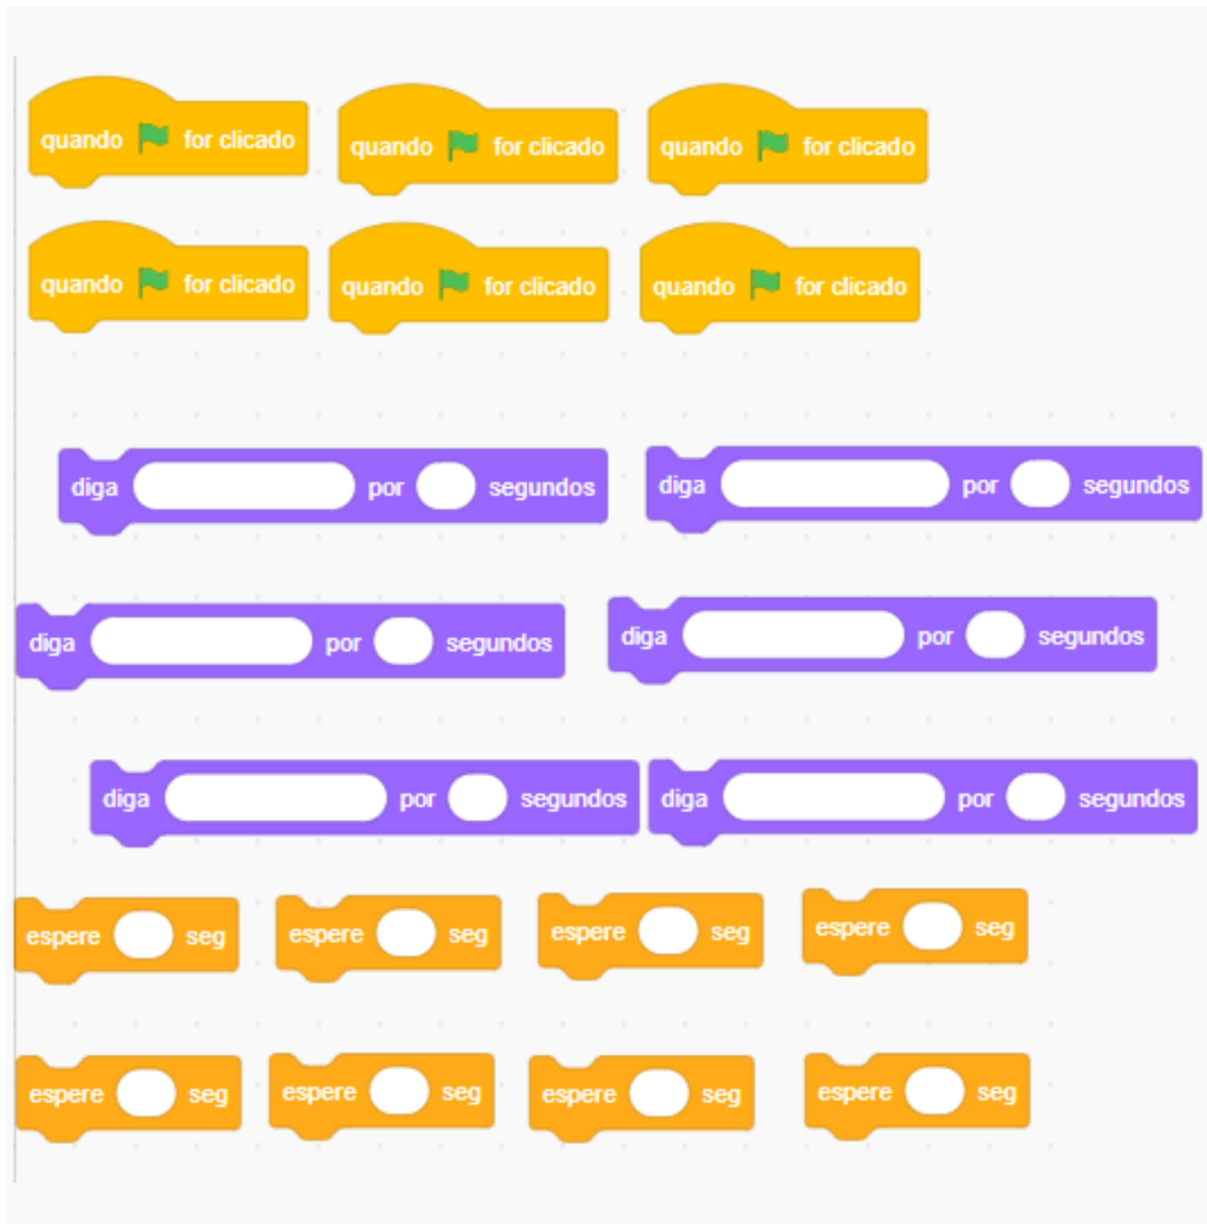 quando for clicado quando for clicado quando for clicado
quando for clicado quando for clicado quando for clicado
diga por segundos diga por segundos
diga por segundos diga por segundos
diga por segundos diga por segundos
espere seg espere seg espere seg espere seg
espere seg espere seg espere seg espere seg